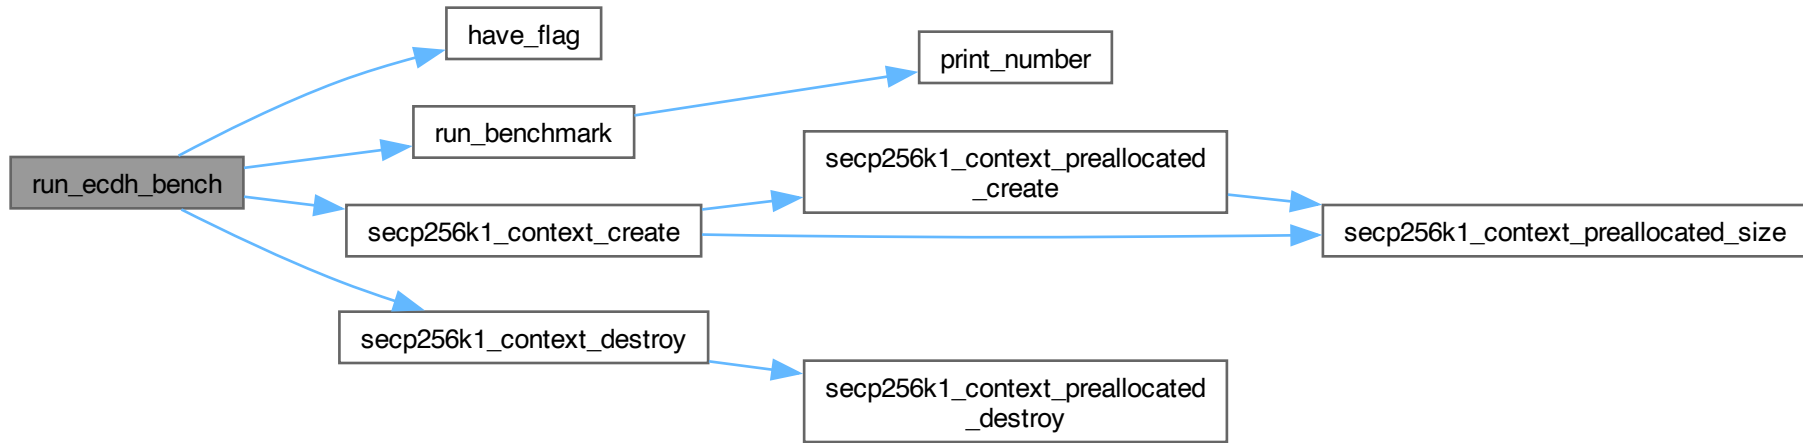 have_flag
print_number
run_benchmark
secp256k1_context_preallocated
_create
run_ecdh_bench
secp256k1_context_create
secp256k1_context_preallocated_size
secp256k1_context_destroy
secp256k1_context_preallocated
_destroy